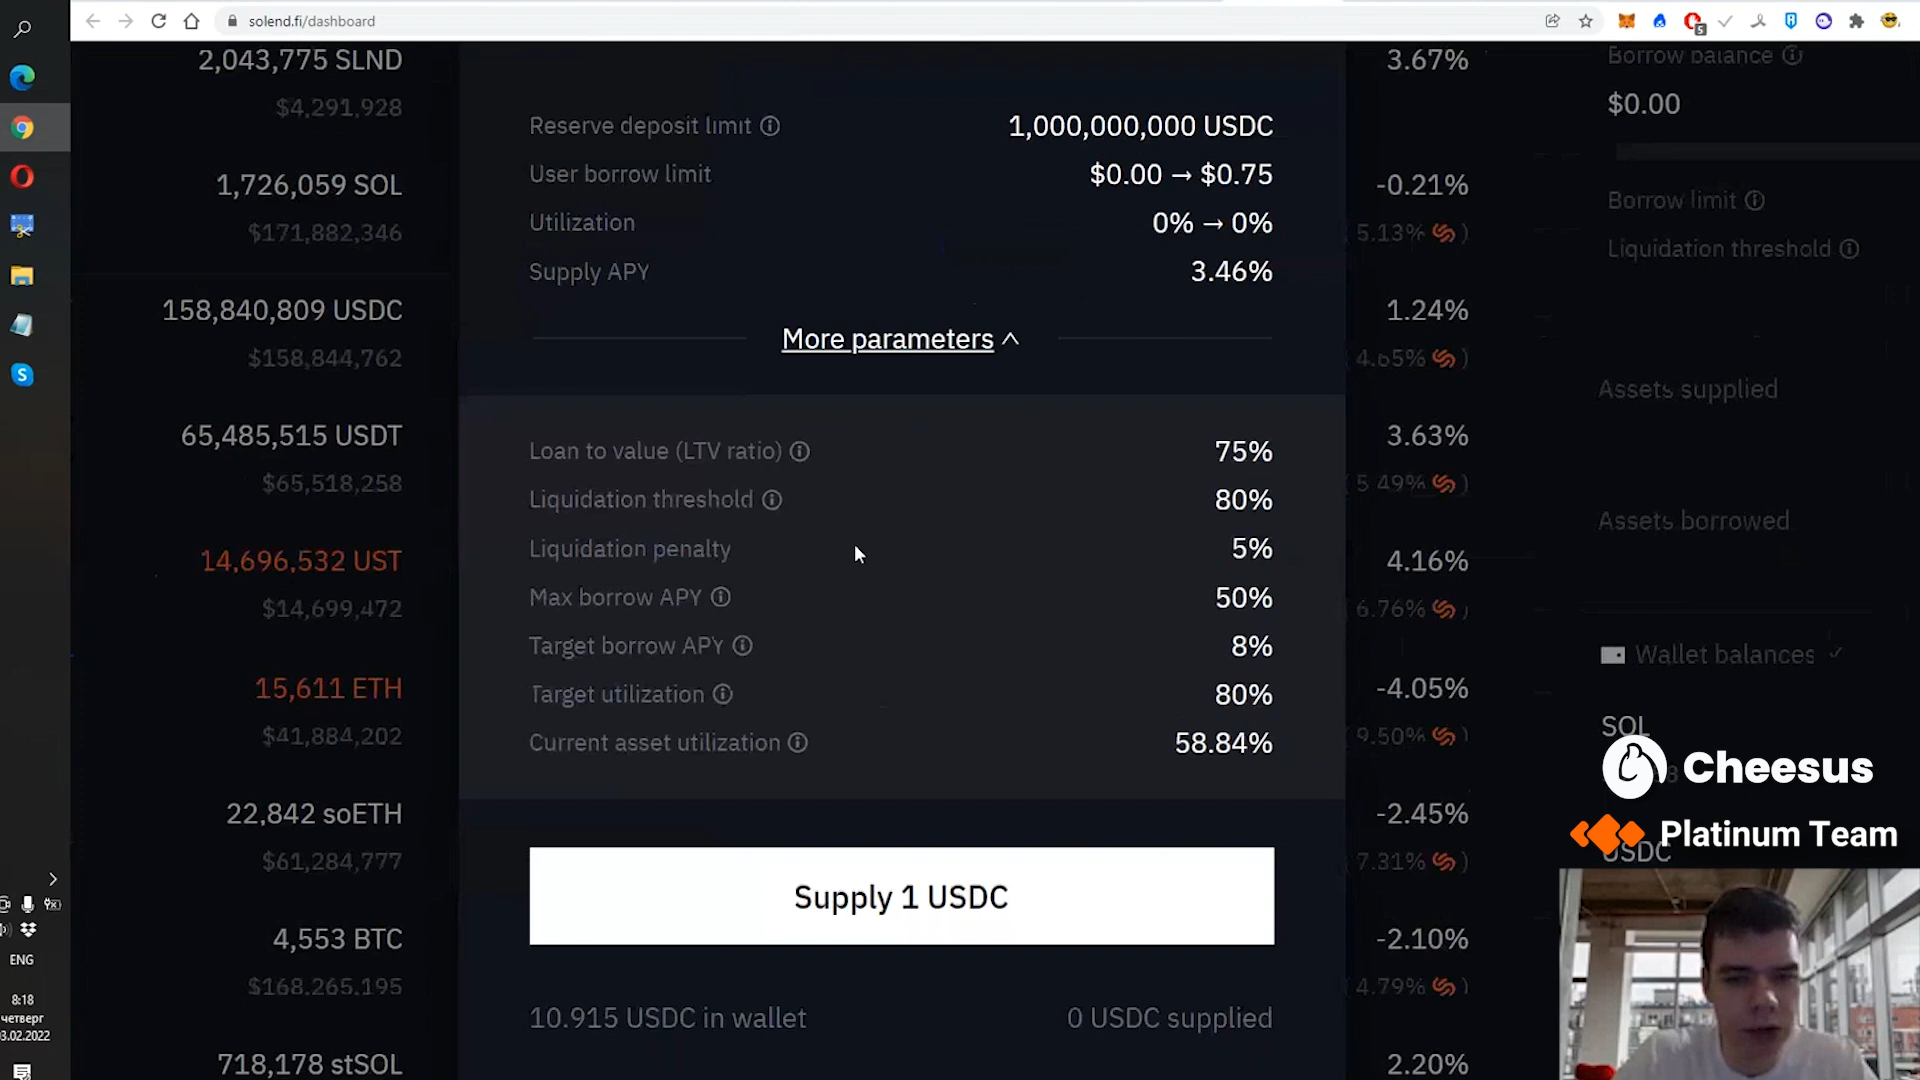 solend.fi/dashboard
2,043,775 SLND
$4,291,928
1,726,059 SOL
$171,882,346
158,840,809 USDC
$158,844,762
65,485,515 USDT
$65,518,258
14,696,532 UST
$14,699,472
15,611 ETH
$41,884,202
22,842 soETH
$61,284,777
4,553 BTC
$168,265,195
718,178 stSOL
Reserve deposit limit 1,000,000,000 USDC
User borrow limit $0.00 → $0.75
Utilization 0% → 0%
Supply APY 3.46%
More parameters
Loan to value (LTV ratio) 75%
Liquidation threshold 80%
Liquidation penalty 5%
Max borrow APY 50%
Target borrow APY 8%
Target utilization 80%
Current asset utilization 58.84%
Supply 1 USDC
10.915 USDC in wallet 0 USDC supplied
3.67%
-0.21%
5.13% )
1.24%
4.65% )
3.63%
5.49% )
4.16%
6.76% )
-4.05%
9.50% )
-2.45%
7.31% )
-2.10%
4.79% )
2.20%
Borrow balance
$0.00
Borrow limit
Liquidation threshold
Assets supplied
Assets borrowed
Wallet balances
SOL
Cheesus
Platinum Team
USDC
5
ENG
8:18
четверг
3.02.2022